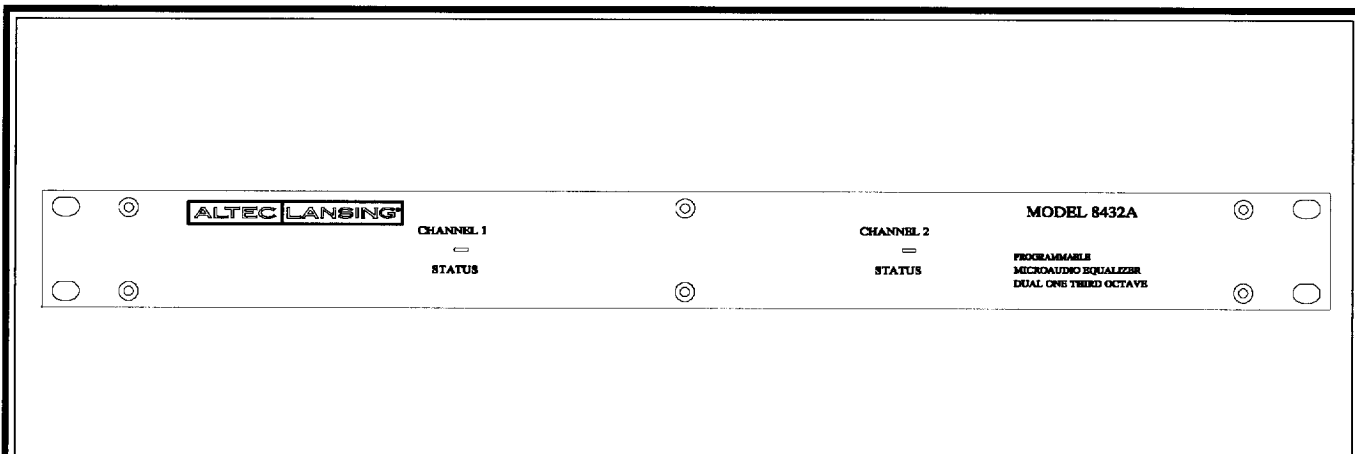 ALTEC LANSING®
CHANNEL 1
STATUS
CHANNEL 2
STATUS
MODEL 8432A
PROGRAMMABLE
MICROAUDIO EQUALIZER
DUAL ONE THIRD OCTAVE